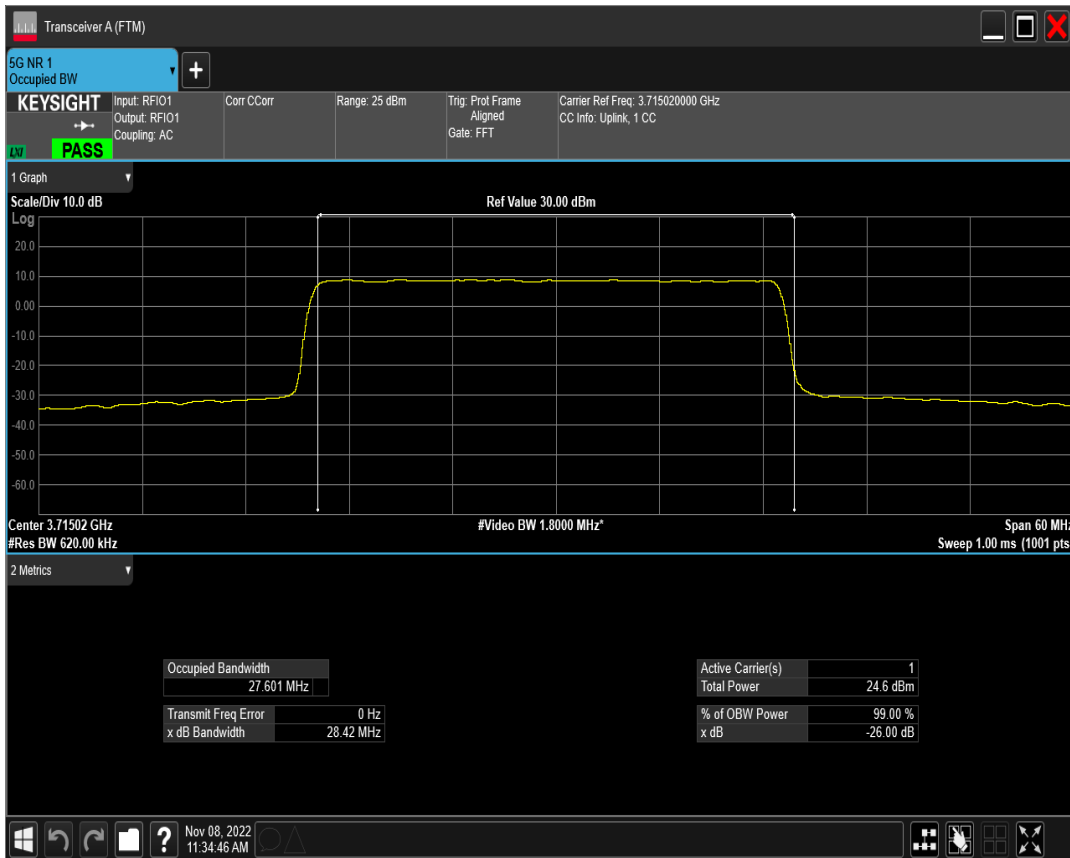 Transceiver A (FTM)
5G NR 1
Occupied BW
+
KEYSIGHT
LXI
PASS
Input: RFIO1
Output: RFIO1
Coupling: AC
Corr CCorr
Range: 25 dBm
Trig: Prot Frame
Aligned
Gate: FFT
Carrier Ref Freq: 3.715020000 GHz
CC Info: Uplink, 1 CC
1 Graph
Scale/Div 10.0 dB
Ref Value 30.00 dBm
Log
20.0
10.0
0.00
-10.0
-20.0
-30.0
-40.0
-50.0
-60.0
Center 3.71502 GHz
#Video BW 1.8000 MHz*
Span 60 MHz
#Res BW 620.00 kHz
Sweep 1.00 ms (1001 pts
2 Metrics
Occupied Bandwidth
27.601 MHz
Transmit Freq Error 0 Hz
x dB Bandwidth 28.42 MHz
Active Carrier(s) 1
Total Power 24.6 dBm
% of OBW Power 99.00 %
x dB -26.00 dB
?
Nov 08, 2022
11:34:46 AM